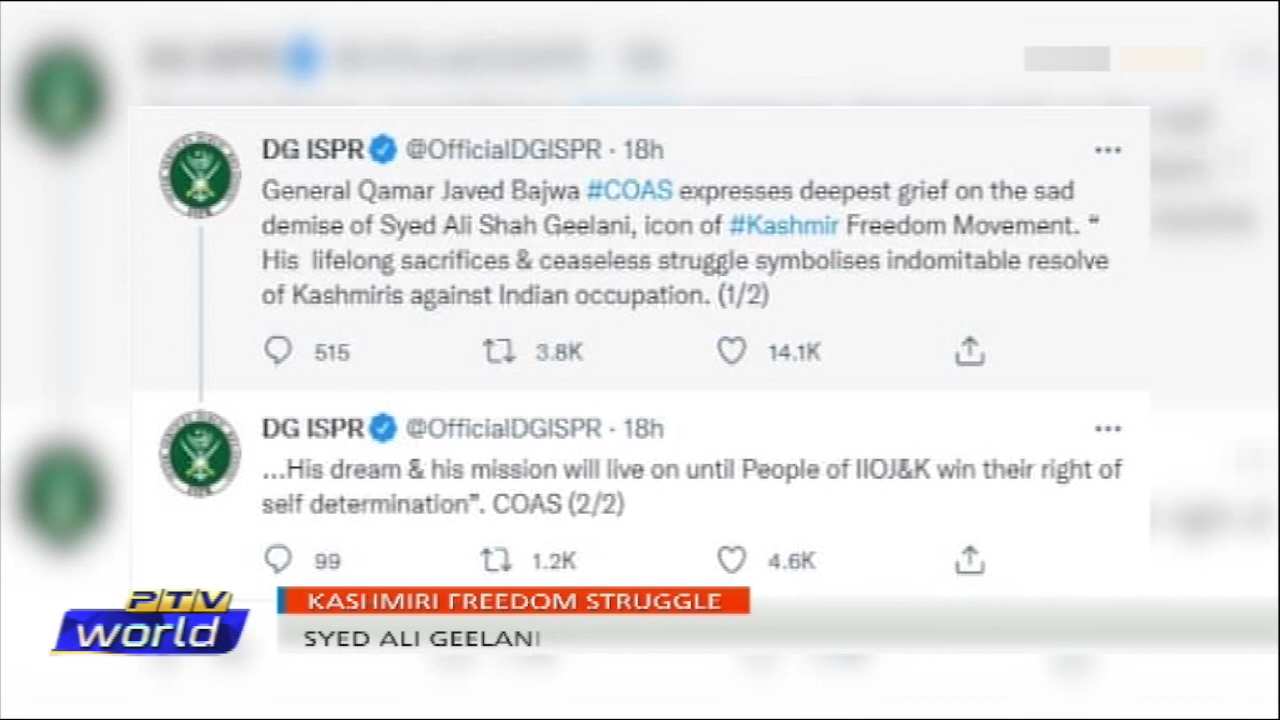 DG ISPR @OfficialDGISPR · 18h
General Qamar Javed Bajwa #COAS expresses deepest grief on the sad
demise of Syed Ali Shah Geelani, icon of #Kashmir Freedom Movement. “
His lifelong sacrifices & ceaseless struggle symbolises indomitable resolve
of Kashmiris against Indian occupation. (1/2)
515 3.8K 14.1K
DG ISPR @OfficialDGISPR · 18h
...His dream & his mission will live on until People of IIOJ&K win their right of
self determination”. COAS (2/2)
99 1.2K 4.6K
PTV
world
KASHMIRI FREEDOM STRUGGLE
SYED ALI GEELANI